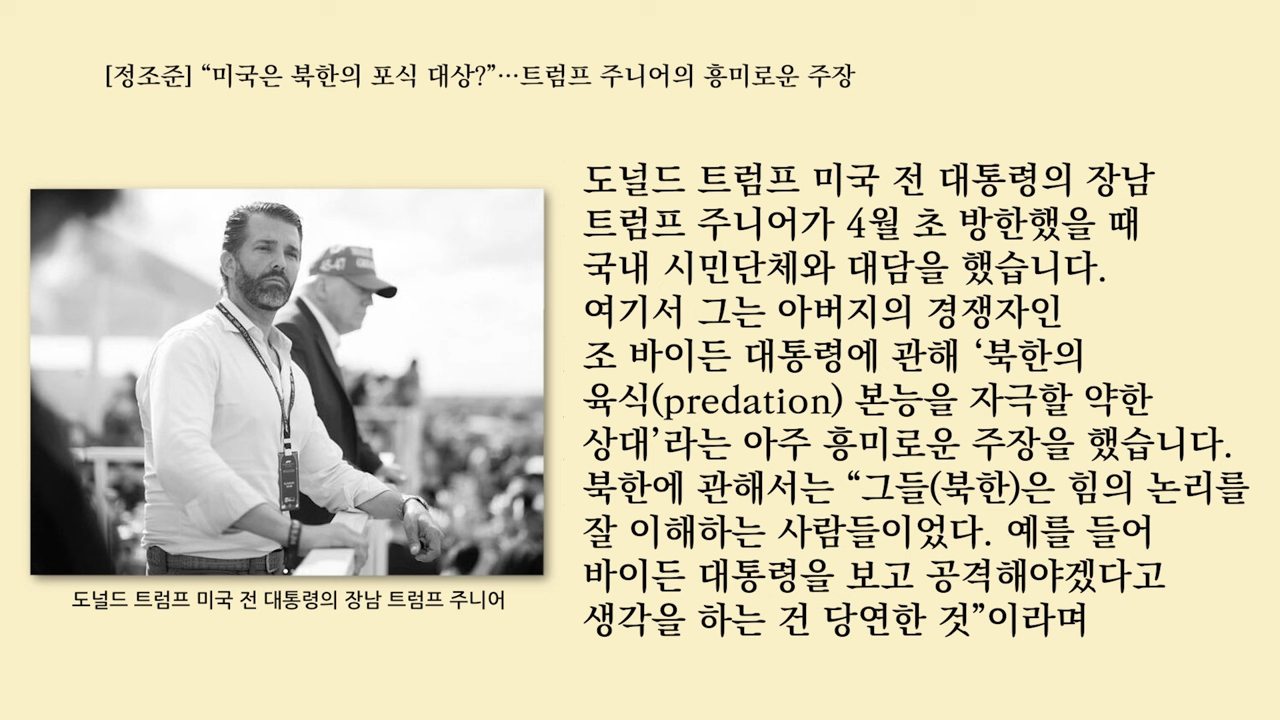 [정조준] “미국은 북한의 포식 대상?”…트럼프 주니어의 흥미로운 주장
도널드 트럼프 미국 전 대통령의 장남
트럼프 주니어가 4월 초 방한했을 때
국내 시민단체와 대담을 했습니다.
여기서 그는 아버지의 경쟁자인
조 바이든 대통령에 관해 ‘북한의
육식(predation) 본능을 자극할 약한
상대’라는 아주 흥미로운 주장을 했습니다.
북한에 관해서는 “그들(북한)은 힘의 논리를
잘 이해하는 사람들이었다. 예를 들어
바이든 대통령을 보고 공격해야겠다고
생각을 하는 건 당연한 것”이라며
도널드 트럼프 미국 전 대통령의 장남 트럼프 주니어